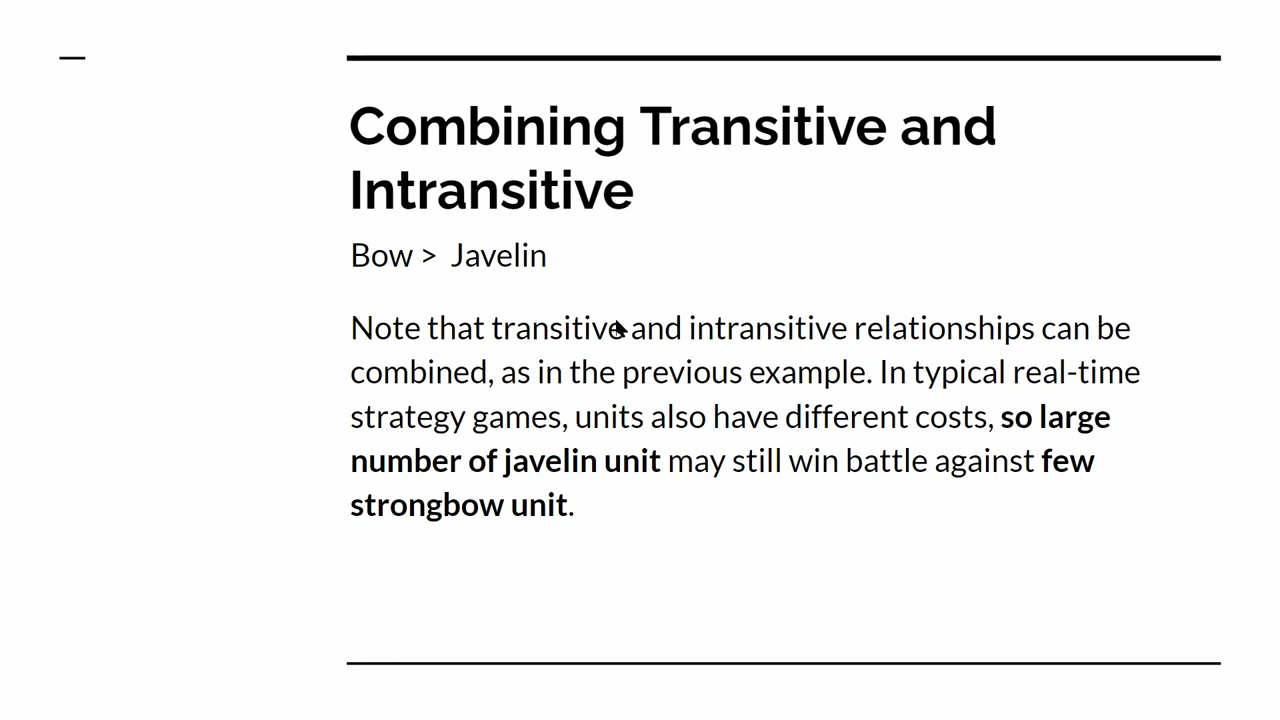 Combining Transitive and
Intransitive
Bow > Javelin
Note that transitive and intransitive relationships can be
combined, as in the previous example. In typical real-time
strategy games, units also have different costs, so large
number of javelin unit may still win battle against few
strongbow unit.